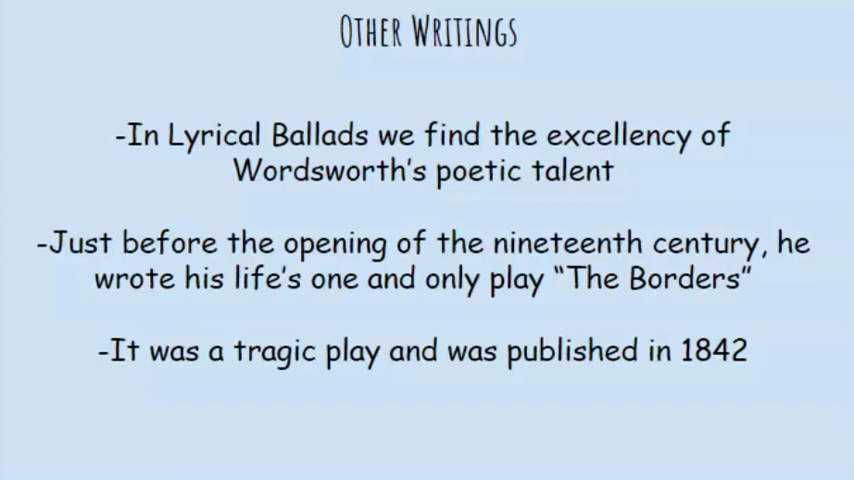 Other Writings
-In Lyrical Ballads we find the excellency of
Wordsworth's poetic talent
-Just before the opening of the nineteenth century, he
wrote his life's one and only play “The Borders”
-It was a tragic play and was published in 1842